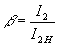 β = I₂ / I₂H